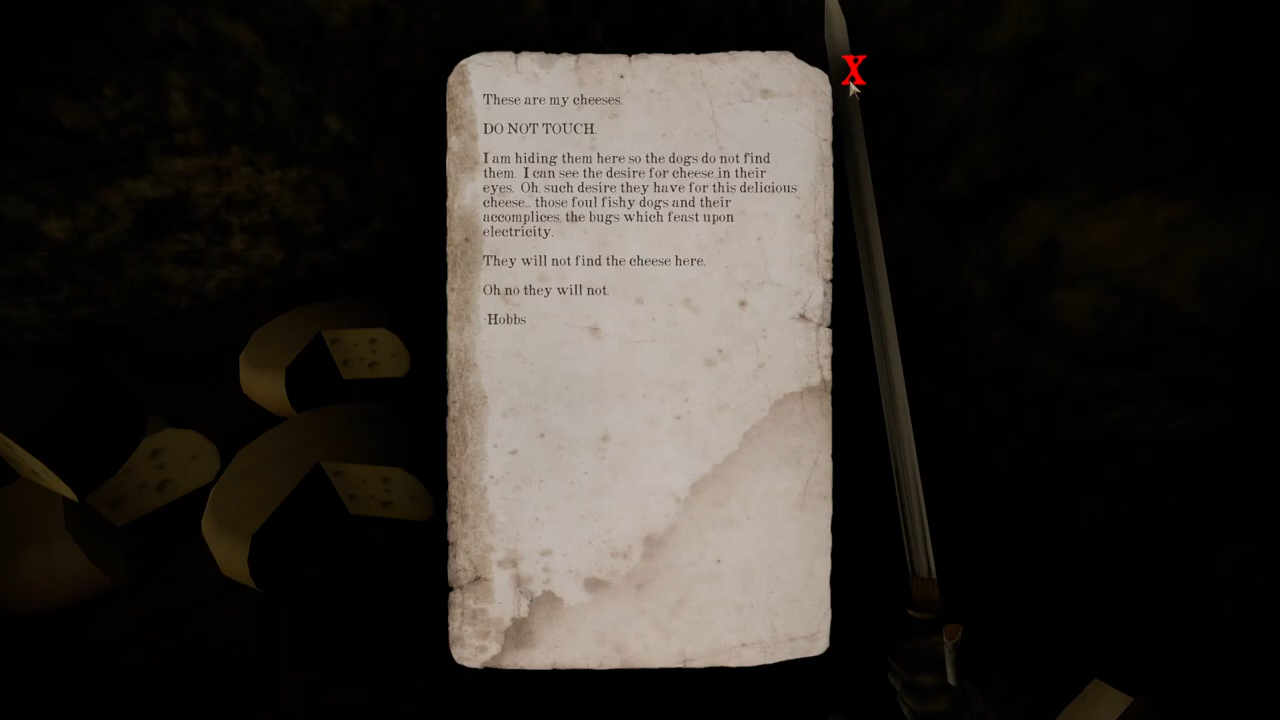 X
These are my cheeses.
DO NOT TOUCH.
I am hiding them here so the dogs do not find
them. I can see the desire for cheese in their
eyes. Oh, such desire they have for this delicious
cheese... those foul fishy dogs and their
accomplices, the bugs which feast upon
electricity.
They will not find the cheese here.
Oh no they will not.
-Hobbs